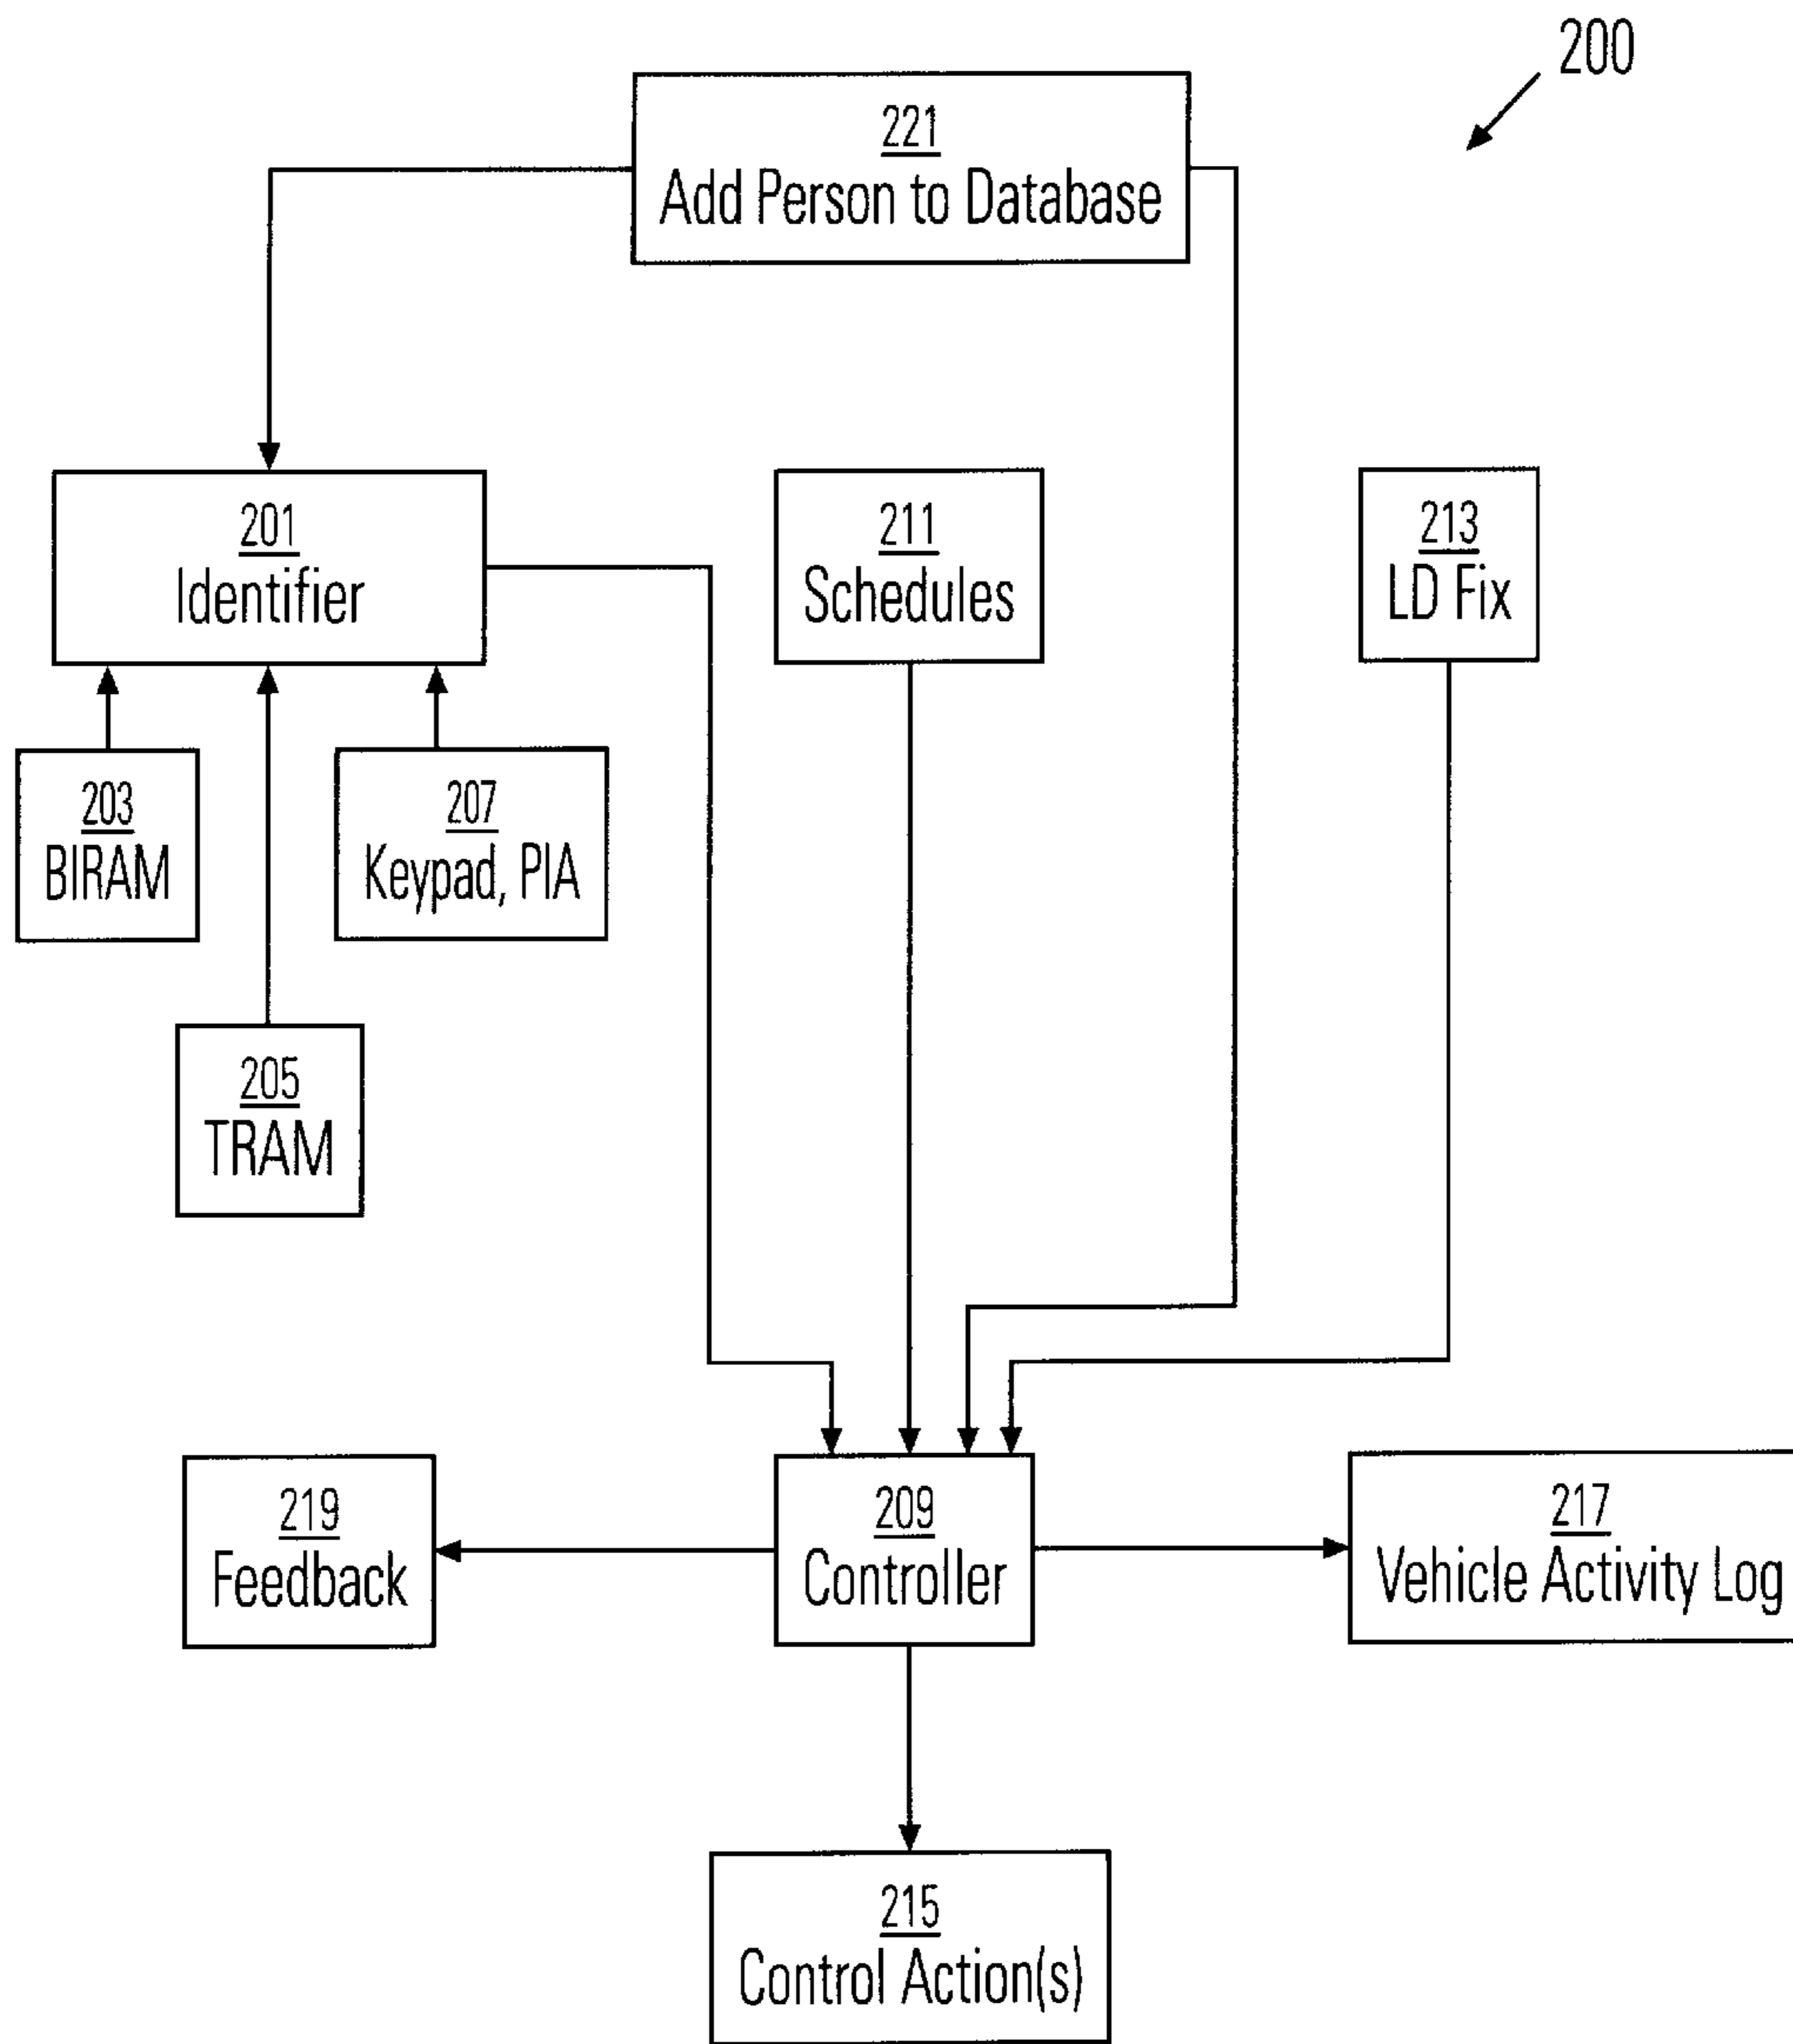 200
221
Add Person to Database
201
Identifier
211
Schedules
213
LD Fix
203
BIRAM
207
Keypad, PIA
205
TRAM
219
Feedback
209
Controller
217
Vehicle Activity Log
215
Control Action(s)